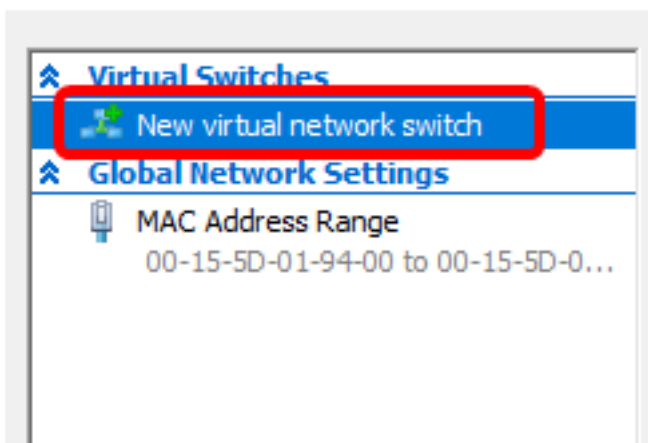 Virtual Switches
New virtual network switch
Global Network Settings
MAC Address Range
00-15-5D-01-94-00 to 00-15-5D-0...